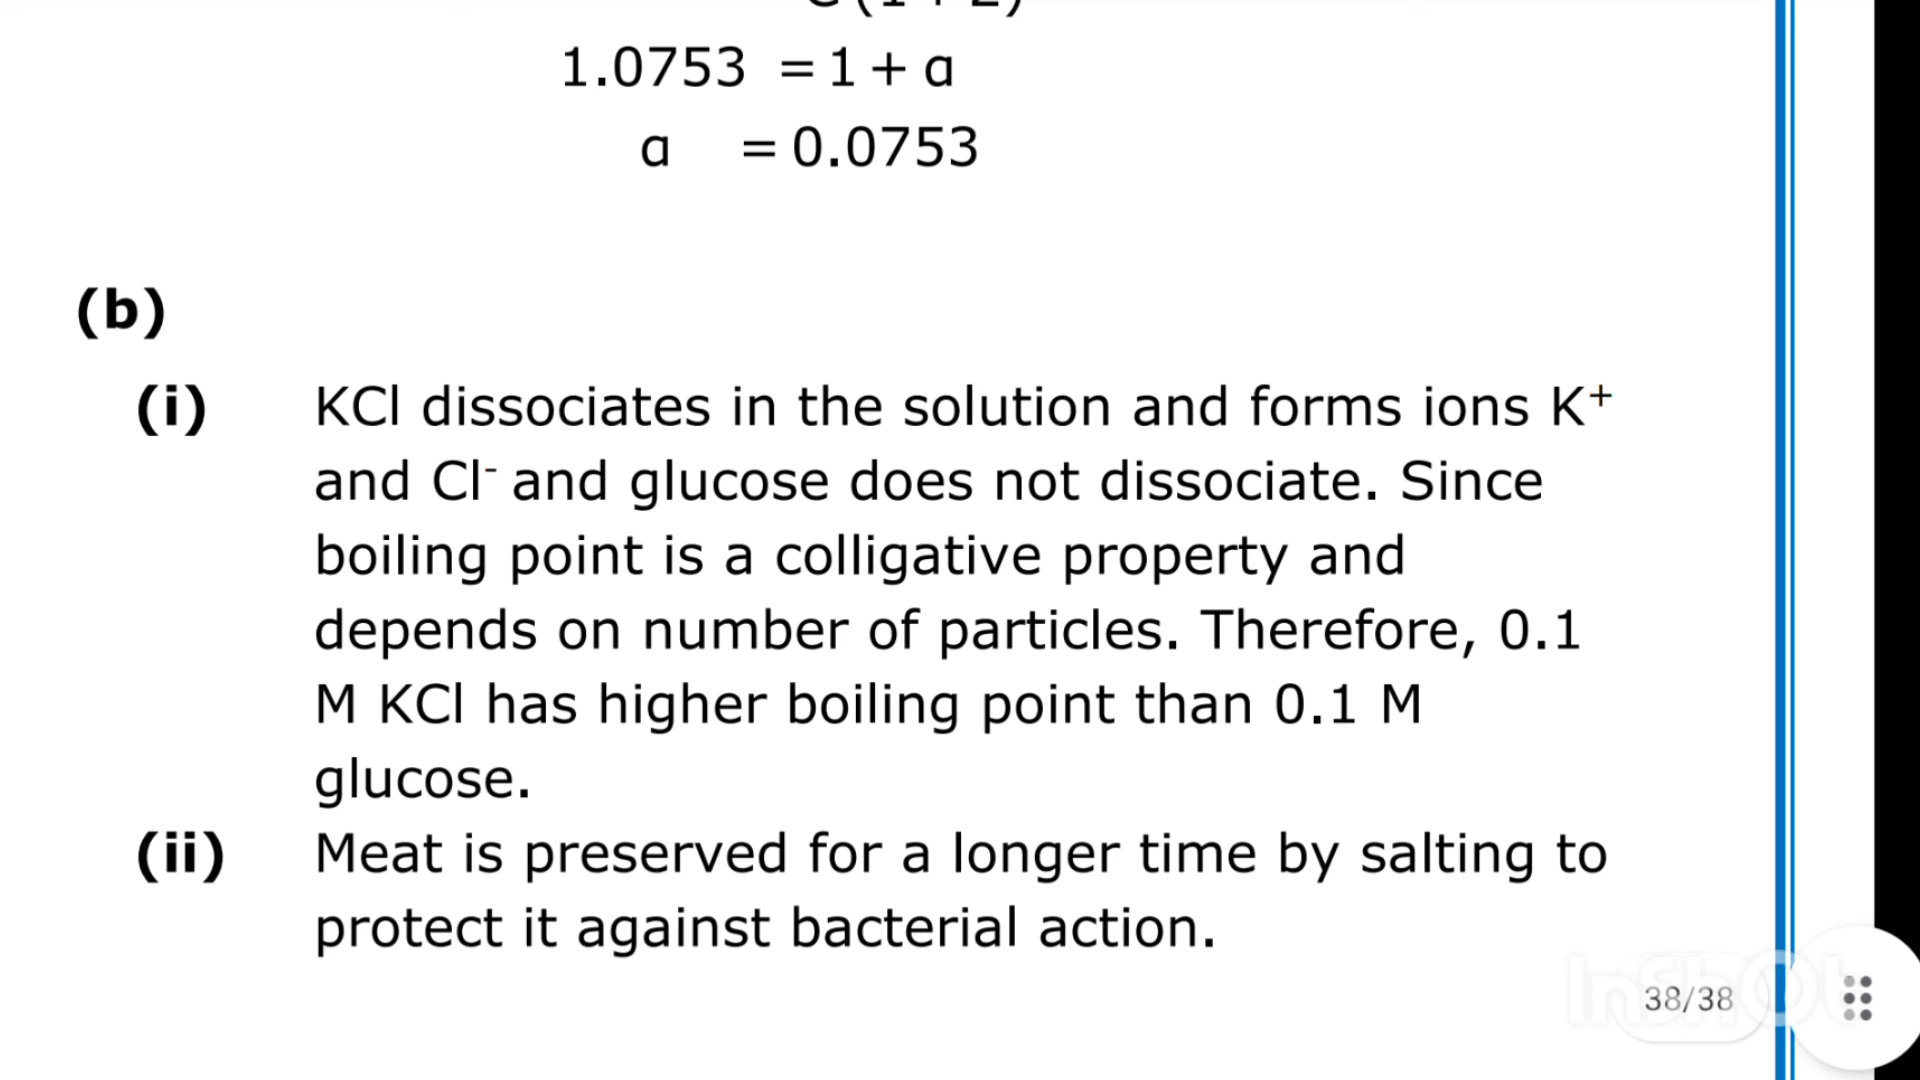 1.0753 = 1 + α
α = 0.0753
(b)
(i) KCl dissociates in the solution and forms ions K⁺
and Cl⁻ and glucose does not dissociate. Since
boiling point is a colligative property and
depends on number of particles. Therefore, 0.1
M KCl has higher boiling point than 0.1 M
glucose.
(ii) Meat is preserved for a longer time by salting to
protect it against bacterial action.
InShOt
38/38